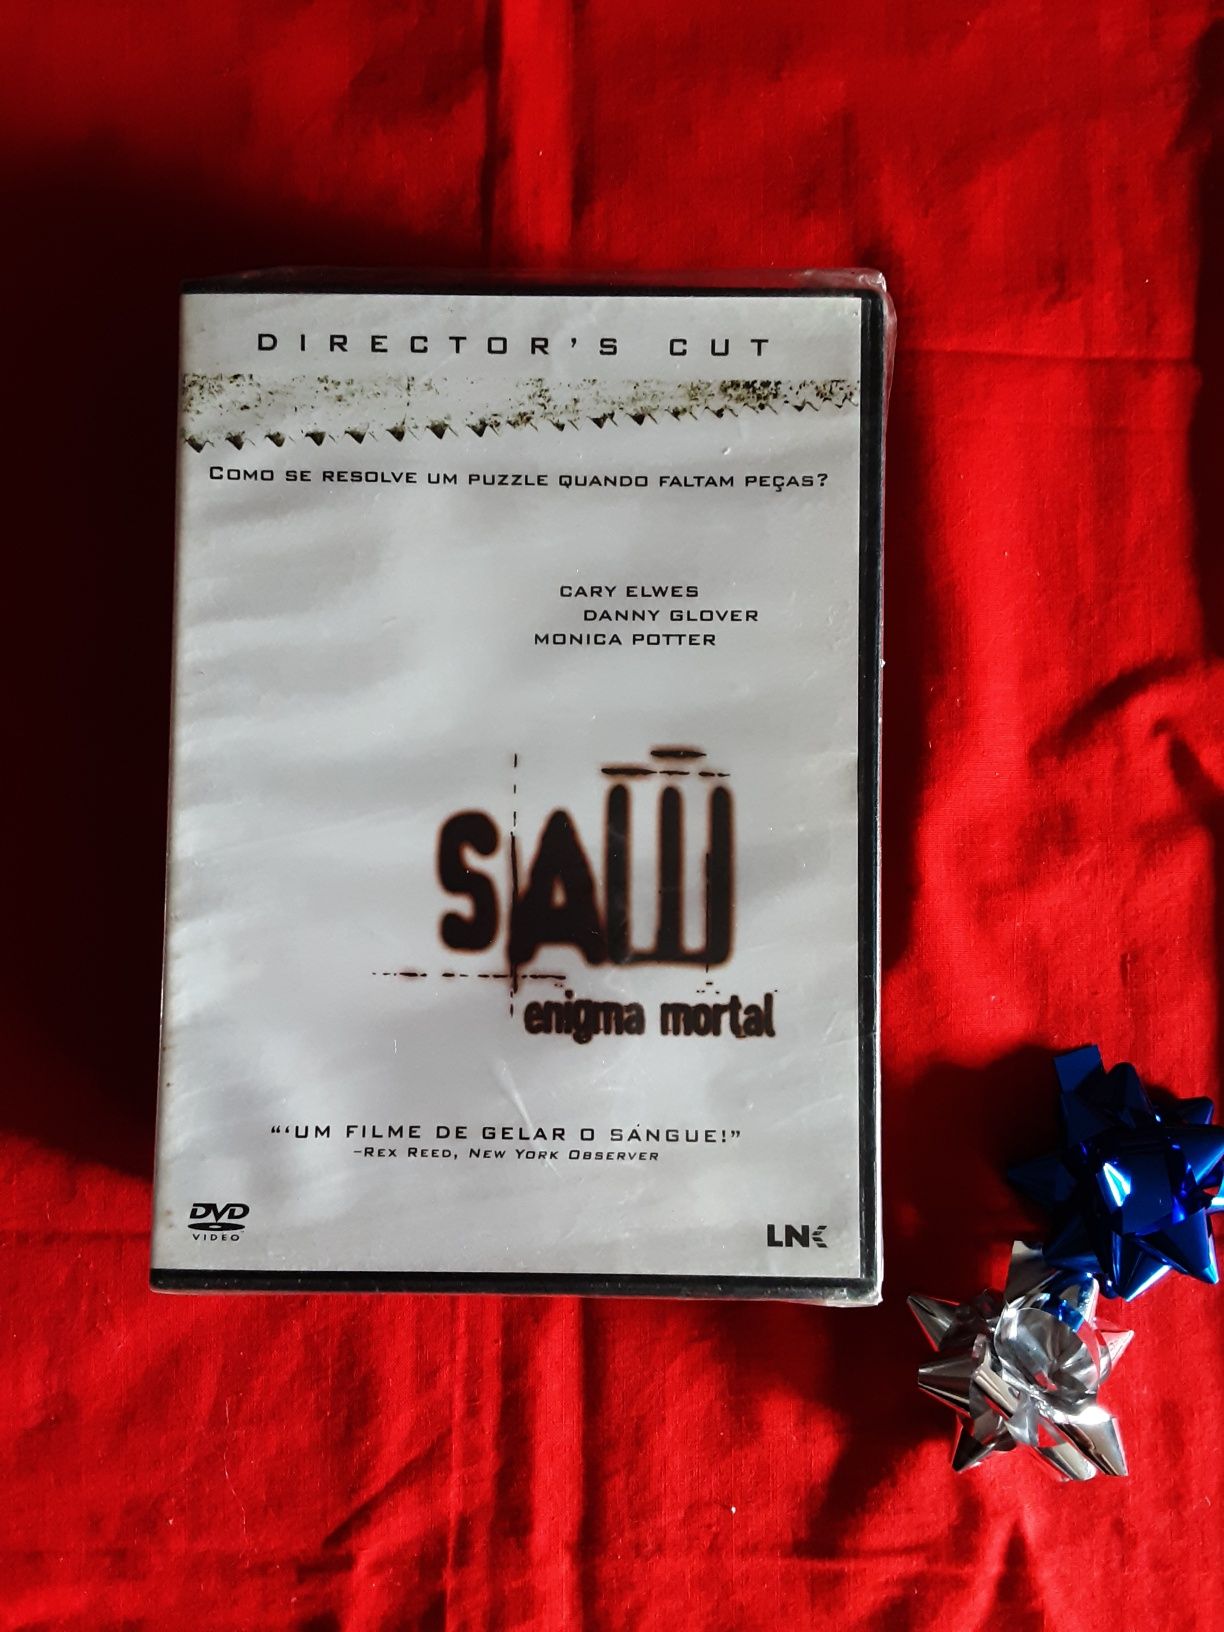 DIRECTOR'S CUT
COMO SE RESOLVE UM PUZZLE QUANDO FALTAM PEÇAS?
CARY ELWES
DANNY GLOVER
MONICA POTTER
SAW
enigma mortal
“‘UM FILME DE GELAR O SANGUE!”
–REX REED, NEW YORK OBSERVER
DVD
VIDEO
LNK